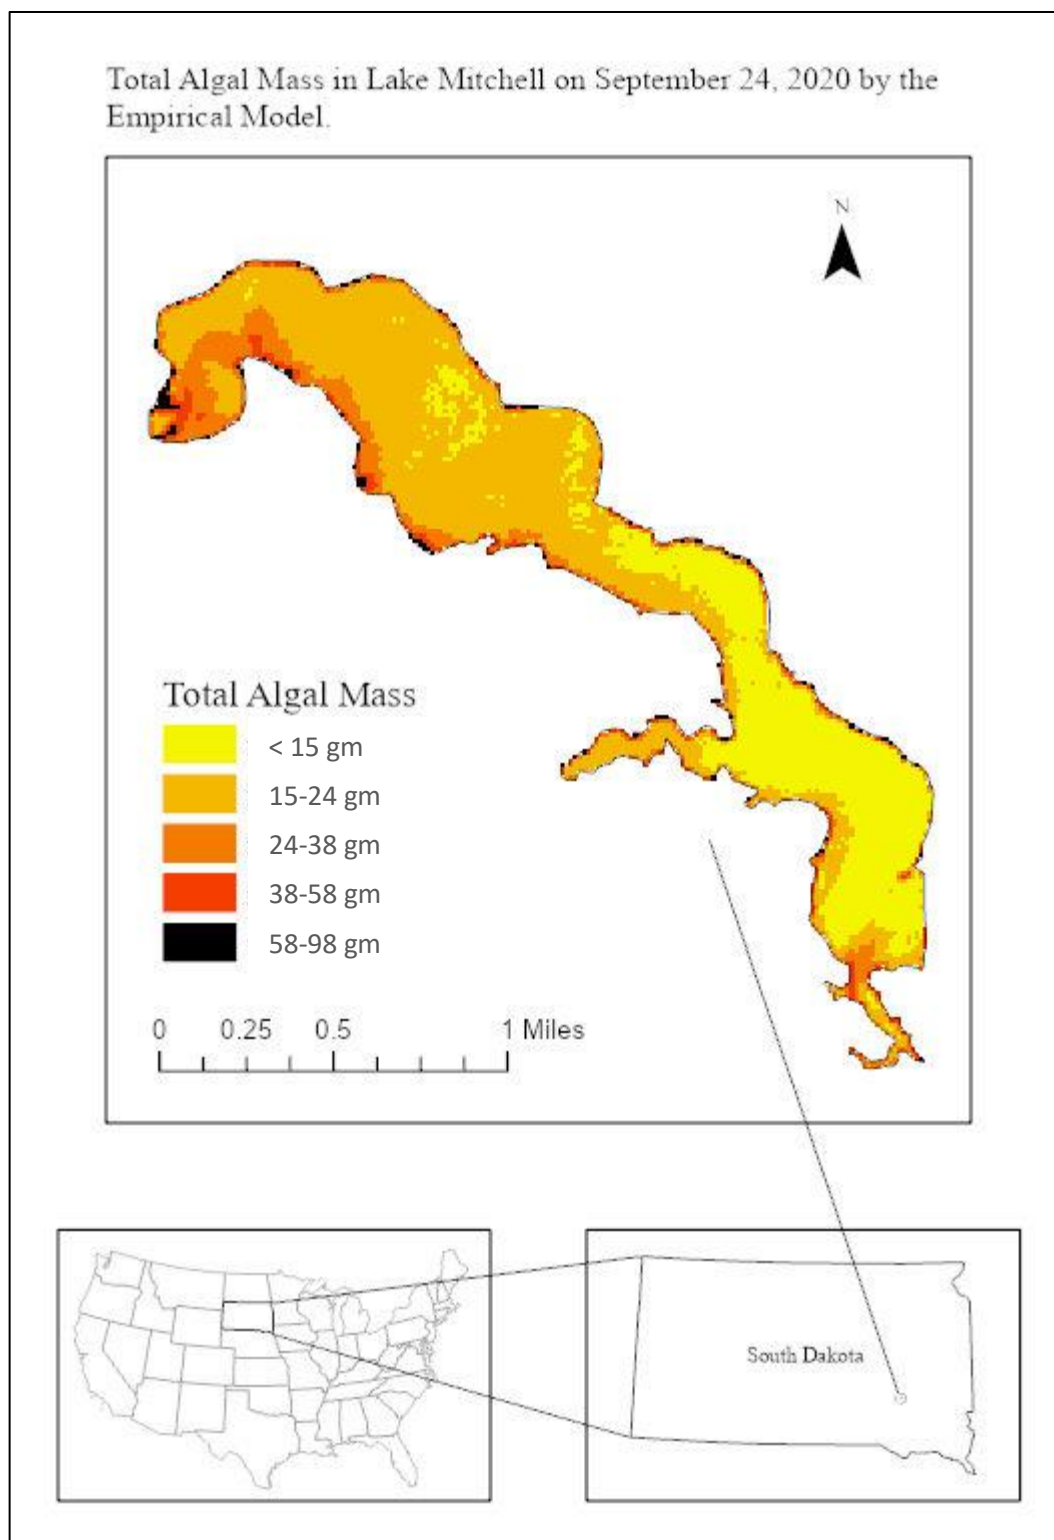 Total Algal Mass in Lake Mitchell on September 24, 2020 by the
Empirical Model.
N
Total Algal Mass
< 15 gm
15-24 gm
24-38 gm
38-58 gm
58-98 gm
0 0.25 0.5 1 Miles
South Dakota